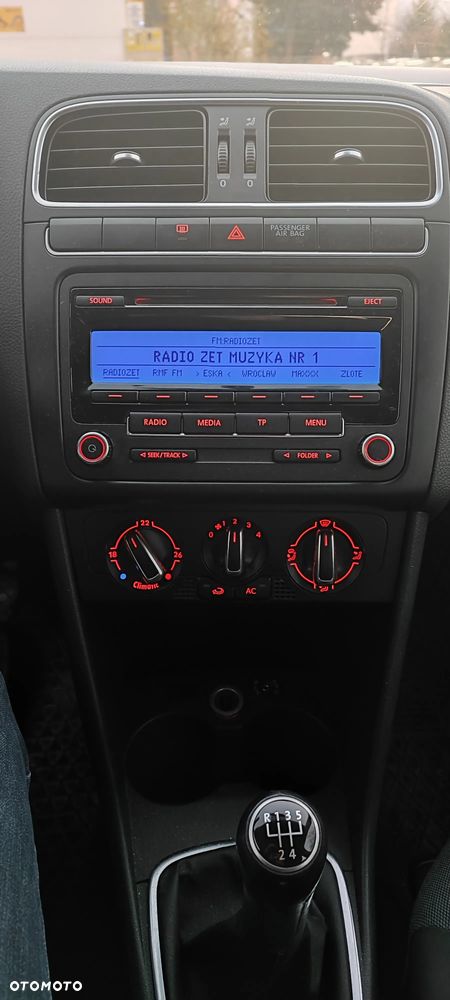 0 0
PASSENGER
AIR BAG
SOUND EJECT
FM:RADIOZET
RADIO ZET MUZYKA NR 1
RADIOZET RMF FM > ESKA < WROCLAW MAXXX ZLOTE
RADIO MEDIA TP MENU
SEEK/TRACK FOLDER
18 22 26
Climatic
0 1 2 3 4
AC
R 1 3 5
2 4
OTOMOTO